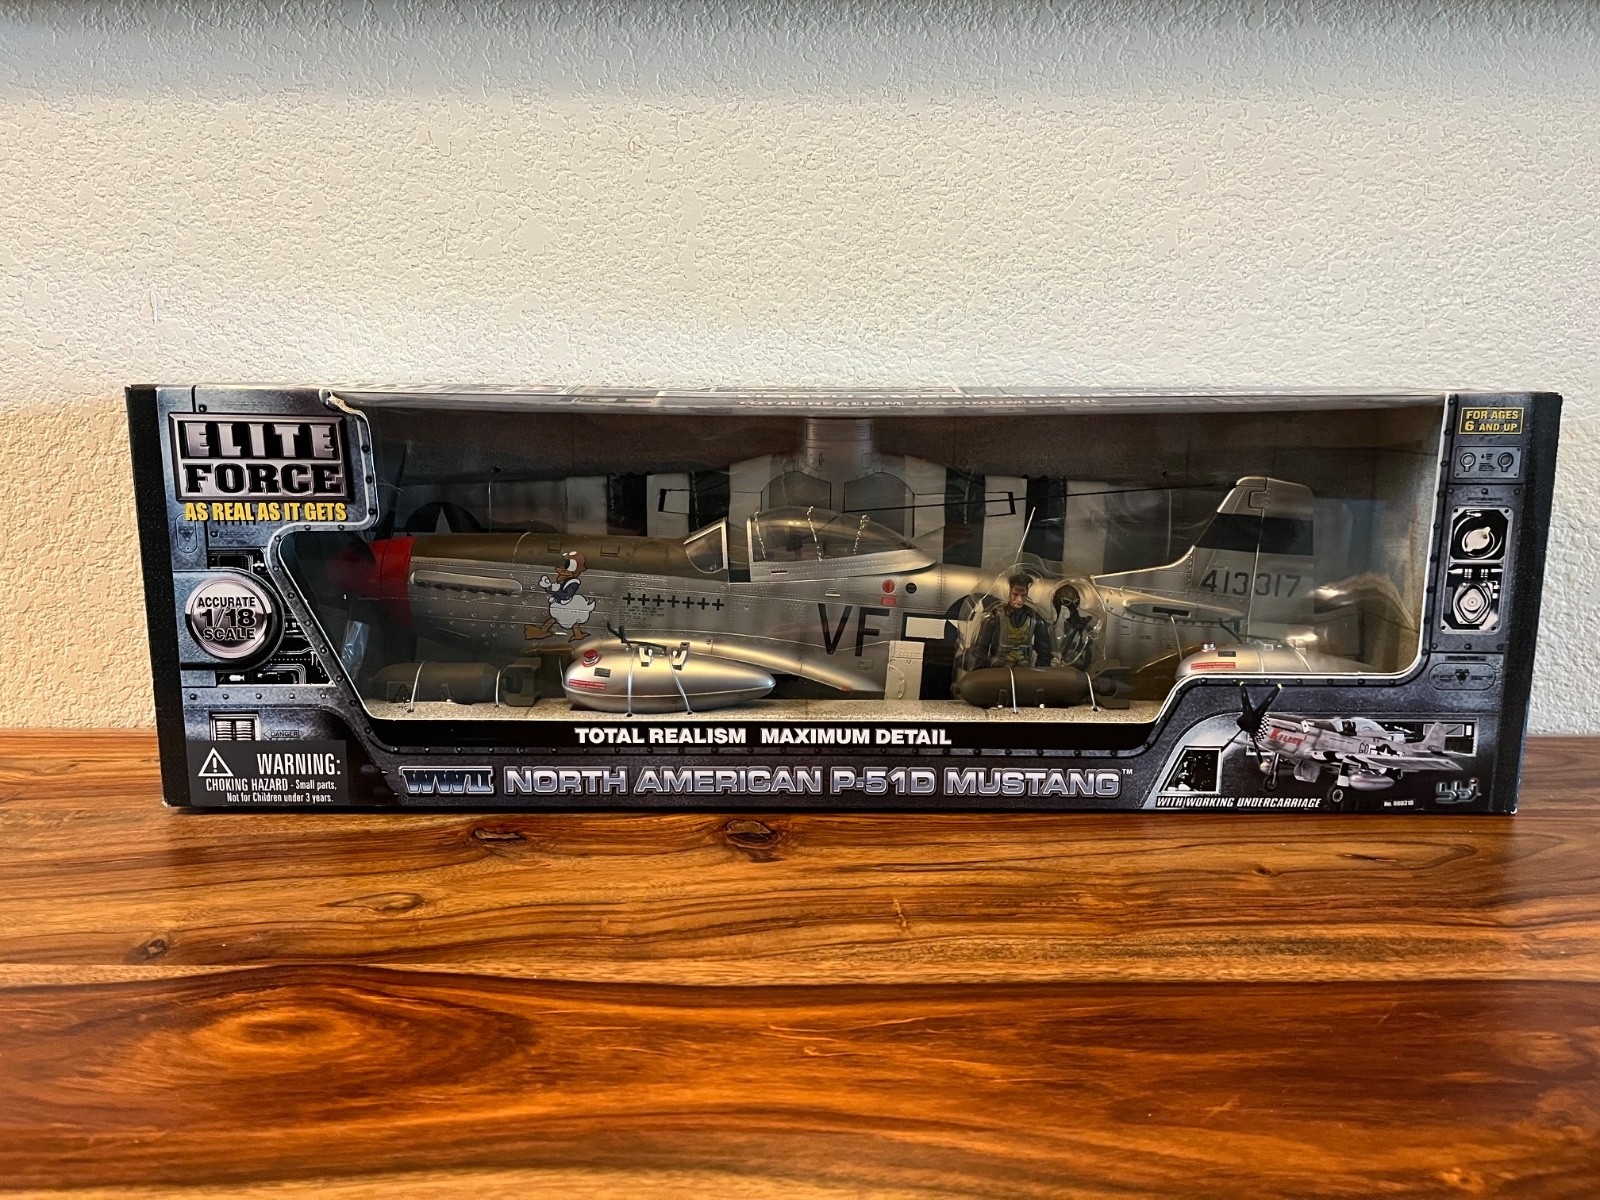 ELITE
FORCE
AS REAL AS IT GETS
ACCURATE
1/18
SCALE
FOR AGES
6 AND UP
413317
VF
DANGER
WARNING:
CHOKING HAZARD - Small parts,
Not for Children under 3 years.
TOTAL REALISM MAXIMUM DETAIL
WWII NORTH AMERICAN P-51D MUSTANG™
WITH WORKING UNDERCARRIAGE